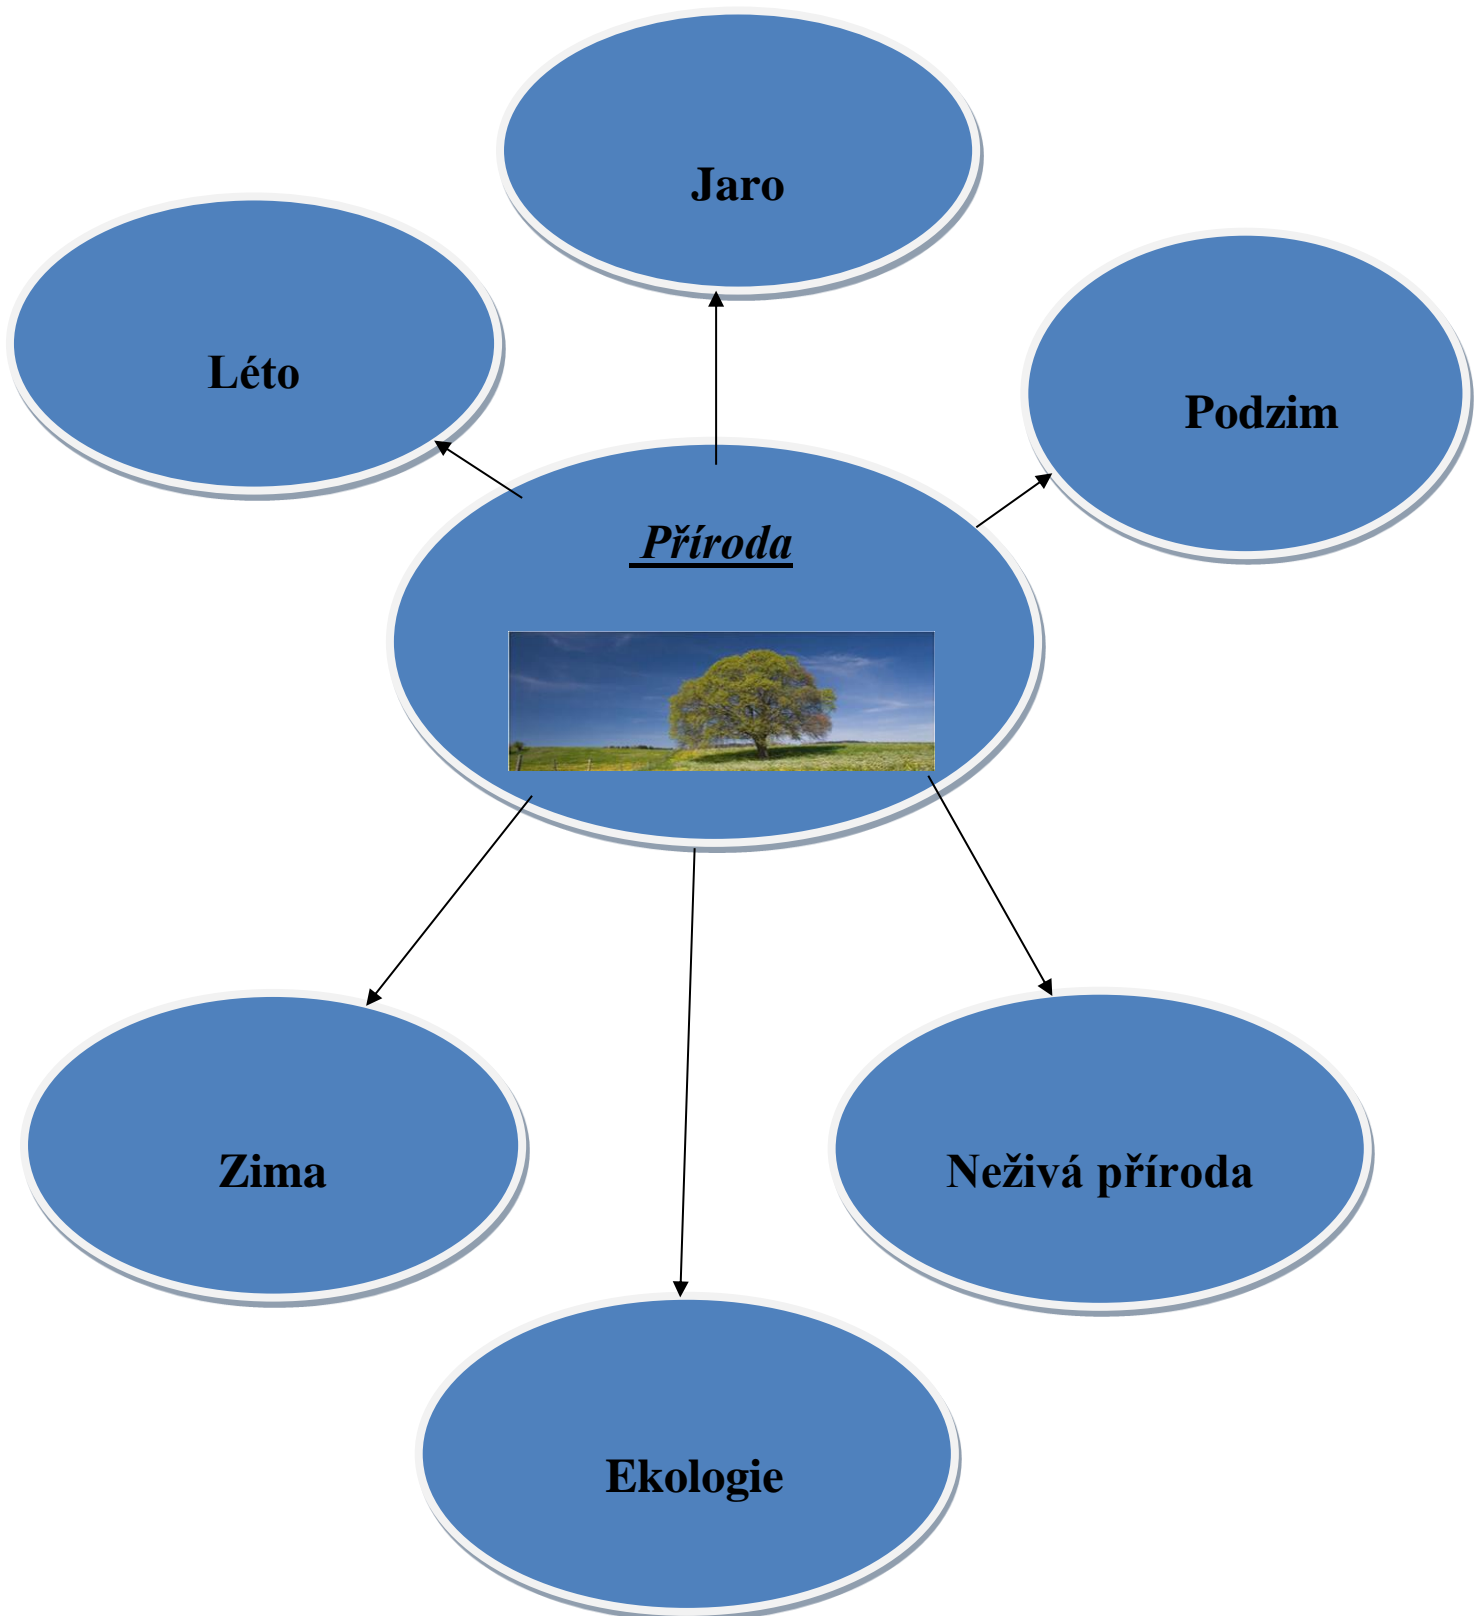 Jaro
Léto
Podzim
Příroda
Zima
Neživá příroda
Ekologie